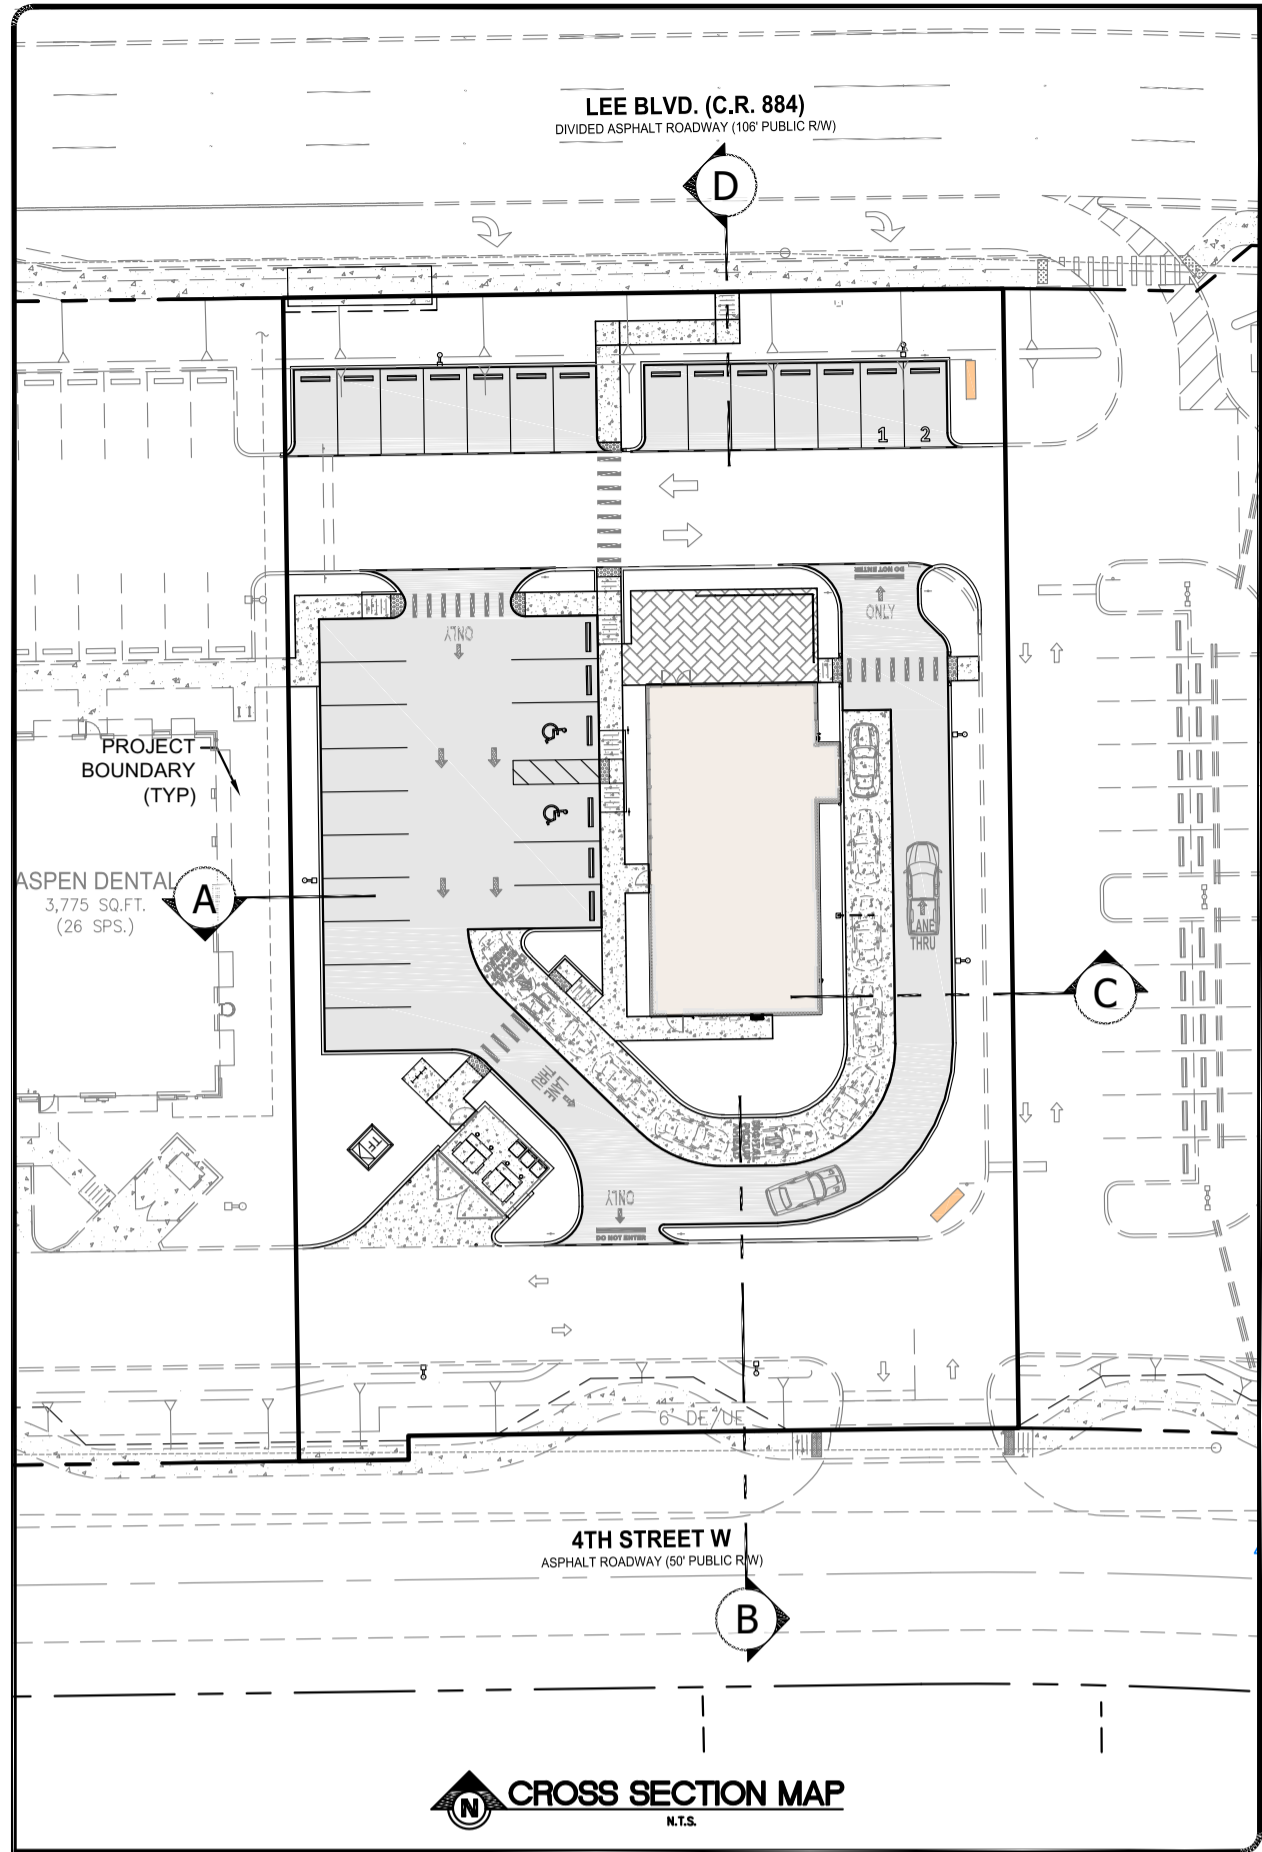 LEE BLVD. (C.R. 884)
DIVIDED ASPHALT ROADWAY (106' PUBLIC R/W)
D
1
2
DO NOT ENTER
ONLY
ONLY
PROJECT
BOUNDARY
(TYP)
ASPEN DENTAL
3,775 SQ.FT.
(26 SPS.)
A
LANE
THRU
C
LANE
THRU
ONLY
DO NOT ENTER
6' DE/UE
4TH STREET W
ASPHALT ROADWAY (50' PUBLIC R/W)
B
N
CROSS SECTION MAP
N.T.S.